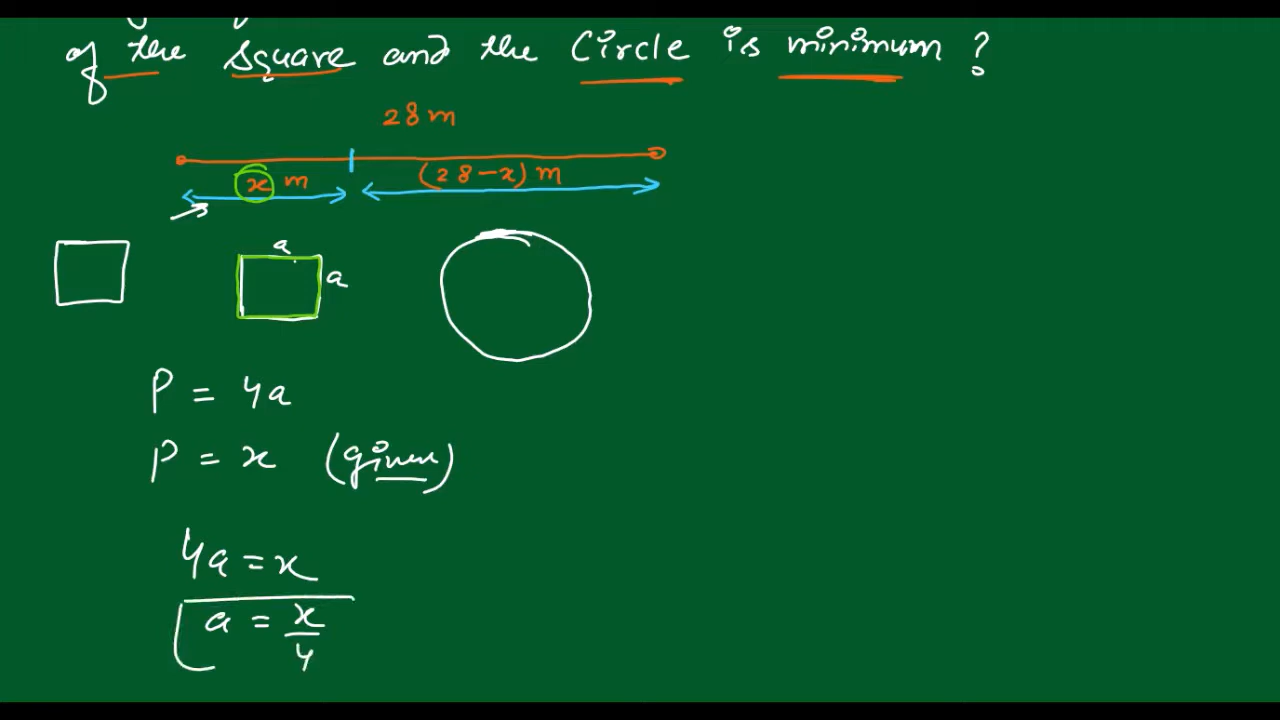 of the square and the Circle is minimum ?
28 m
x m (28-x) m
a
a
P = 4a
P = x (given)
4a = x
a = x/4